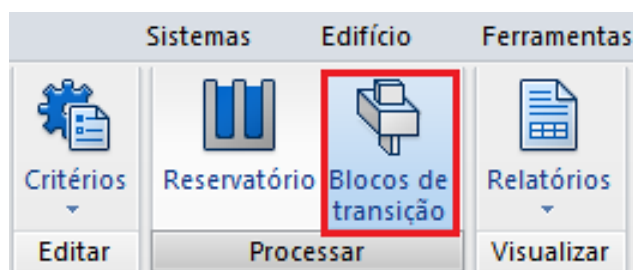 Sistemas Edifício Ferramentas
Critérios Reservatório Blocos de transição Relatórios
Editar Processar Visualizar